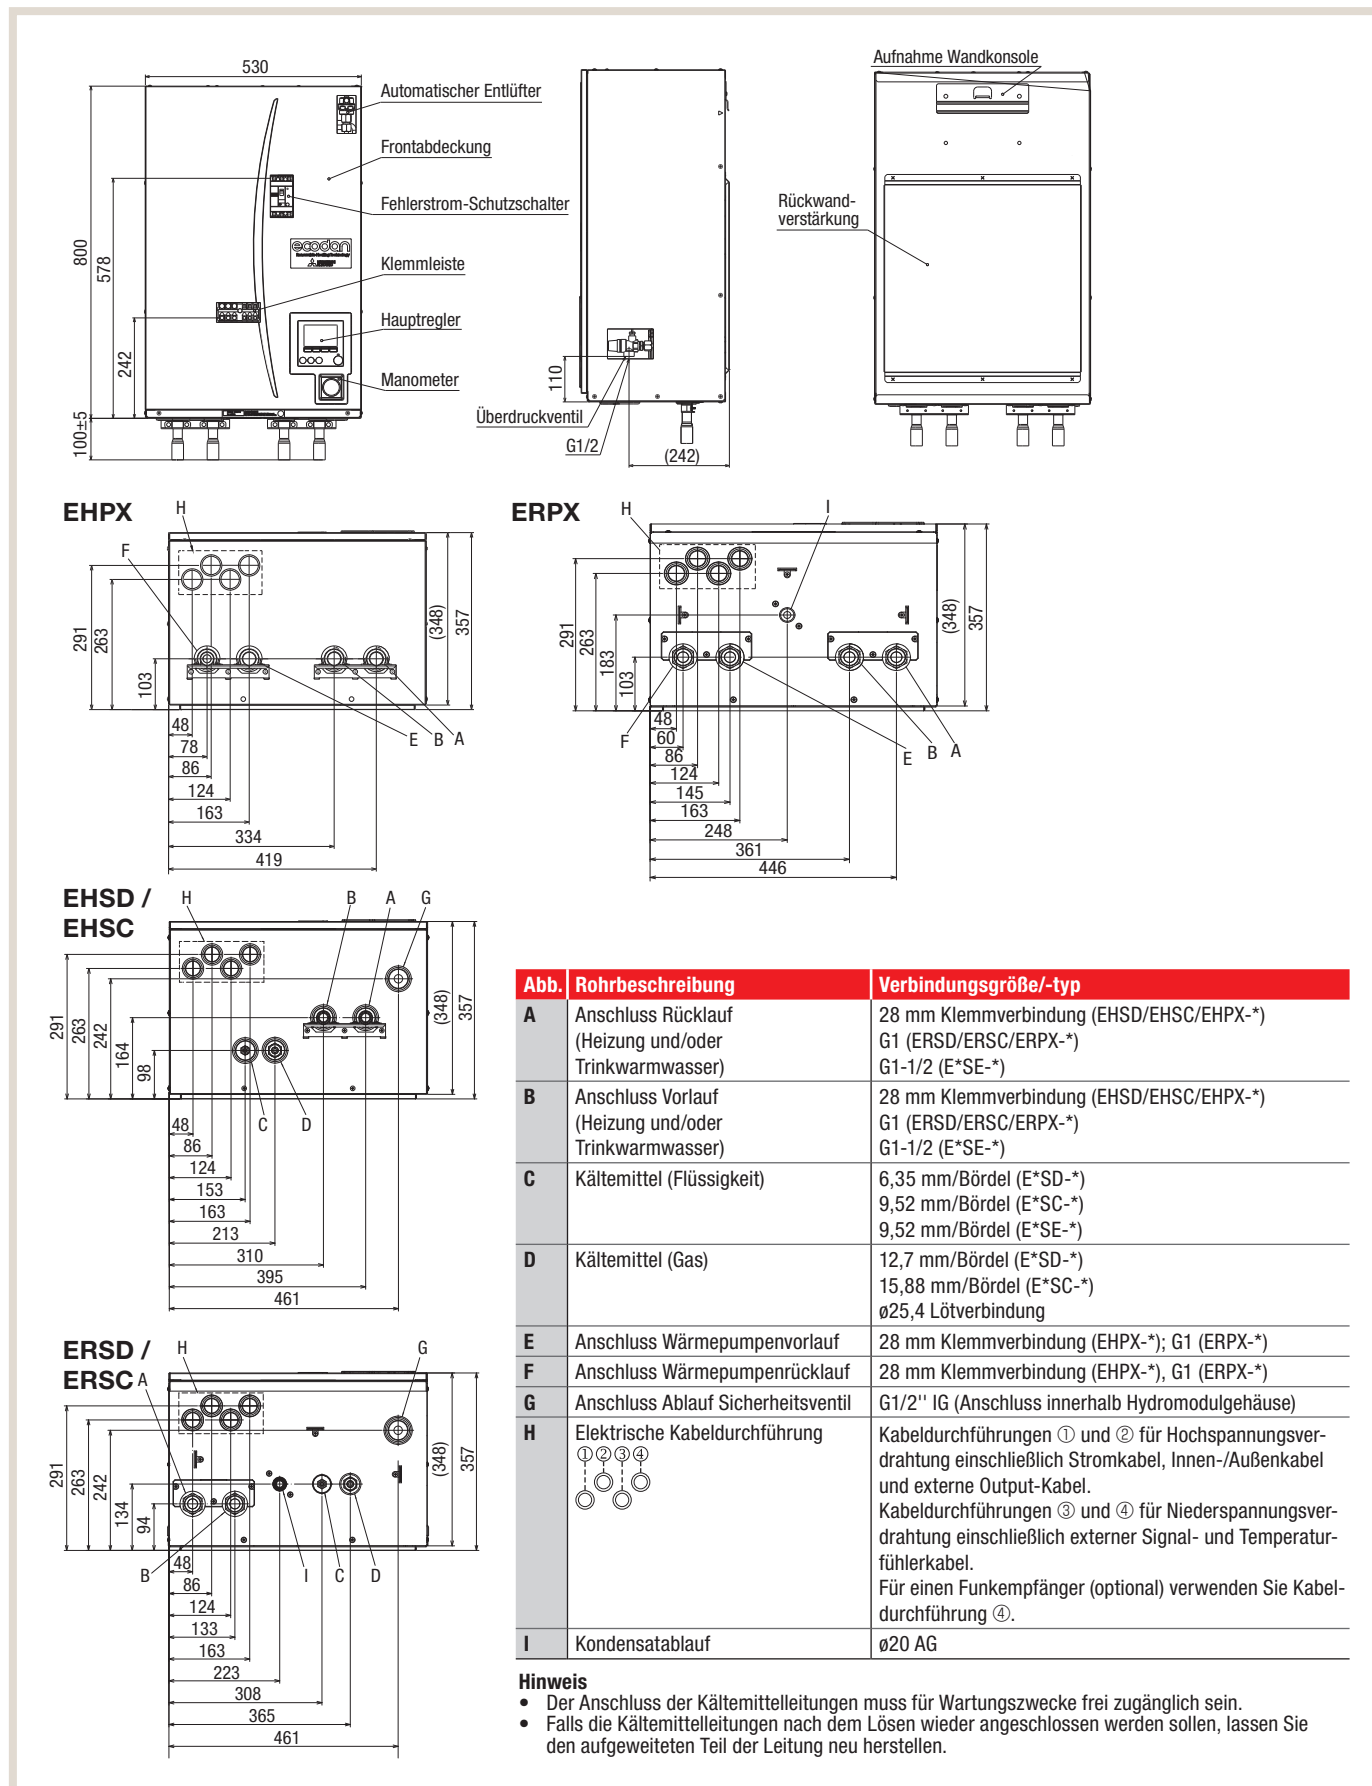 530
Automatischer Entlüfter
Frontabdeckung
Fehlerstrom-Schutzschalter
ecodan
Klemmleiste
Hauptregler
Manometer
800
578
242
100±5
110
Überdruckventil
G1/2
(242)
Aufnahme Wandkonsole
Rückwand-
verstärkung
EHPX
H
F
291
263
103
(348)
357
E
B
A
48
78
86
124
163
334
419
ERPX
H
I
291
263
183
103
(348)
357
F
E
B
A
48
60
86
124
145
163
248
361
446
EHSD /
EHSC
H
B
A
G
291
263
242
164
98
(348)
357
C
D
48
86
124
153
163
213
310
395
461
ERSD /
ERSC
A
H
G
291
263
242
134
94
(348)
357
B
I
C
D
48
86
124
133
163
223
308
365
461
Abb. Rohrbeschreibung Verbindungsgröße/-typ
A Anschluss Rücklauf 28 mm Klemmverbindung (EHSD/EHSC/EHPX-*)
(Heizung und/oder G1 (ERSD/ERSC/ERPX-*)
Trinkwarmwasser) G1-1/2 (E*SE-*)
B Anschluss Vorlauf 28 mm Klemmverbindung (EHSD/EHSC/EHPX-*)
(Heizung und/oder G1 (ERSD/ERSC/ERPX-*)
Trinkwarmwasser) G1-1/2 (E*SE-*)
C Kältemittel (Flüssigkeit) 6,35 mm/Bördel (E*SD-*)
9,52 mm/Bördel (E*SC-*)
9,52 mm/Bördel (E*SE-*)
D Kältemittel (Gas) 12,7 mm/Bördel (E*SD-*)
15,88 mm/Bördel (E*SC-*)
ø25,4 Lötverbindung
E Anschluss Wärmepumpenvorlauf 28 mm Klemmverbindung (EHPX-*); G1 (ERPX-*)
F Anschluss Wärmepumpenrücklauf 28 mm Klemmverbindung (EHPX-*), G1 (ERPX-*)
G Anschluss Ablauf Sicherheitsventil G1/2'' IG (Anschluss innerhalb Hydromodulgehäuse)
H Elektrische Kabeldurchführung
①②③④
Kabeldurchführungen ① und ② für Hochspannungsver-
drahtung einschließlich Stromkabel, Innen-/Außenkabel
und externe Output-Kabel.
Kabeldurchführungen ③ und ④ für Niederspannungsver-
drahtung einschließlich externer Signal- und Temperatur-
fühlerkabel.
Für einen Funkempfänger (optional) verwenden Sie Kabel-
durchführung ④.
I Kondensatablauf ø20 AG
Hinweis
• Der Anschluss der Kältemittelleitungen muss für Wartungszwecke frei zugänglich sein.
• Falls die Kältemittelleitungen nach dem Lösen wieder angeschlossen werden sollen, lassen Sie
den aufgeweiteten Teil der Leitung neu herstellen.